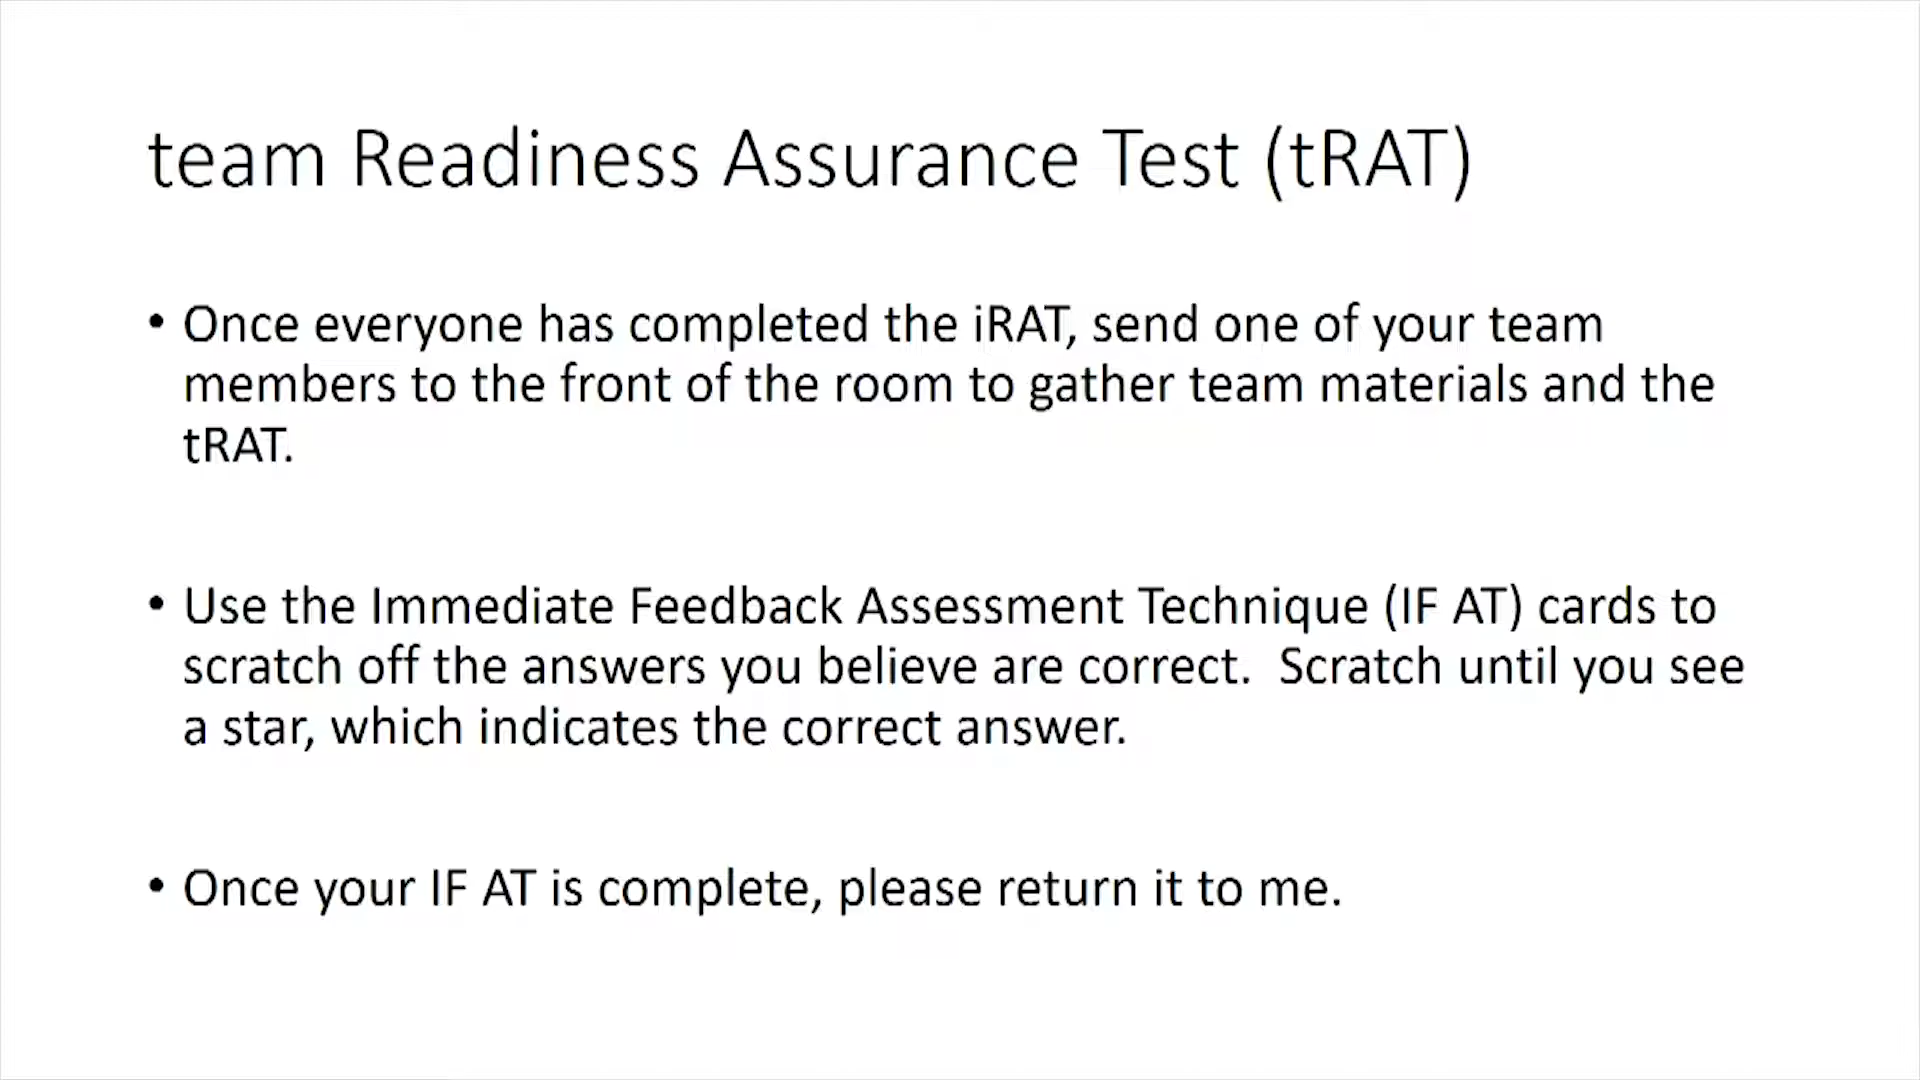 team Readiness Assurance Test (tRAT)
• Once everyone has completed the iRAT, send one of your team
members to the front of the room to gather team materials and the
tRAT.
• Use the Immediate Feedback Assessment Technique (IF AT) cards to
scratch off the answers you believe are correct.  Scratch until you see
a star, which indicates the correct answer.
• Once your IF AT is complete, please return it to me.